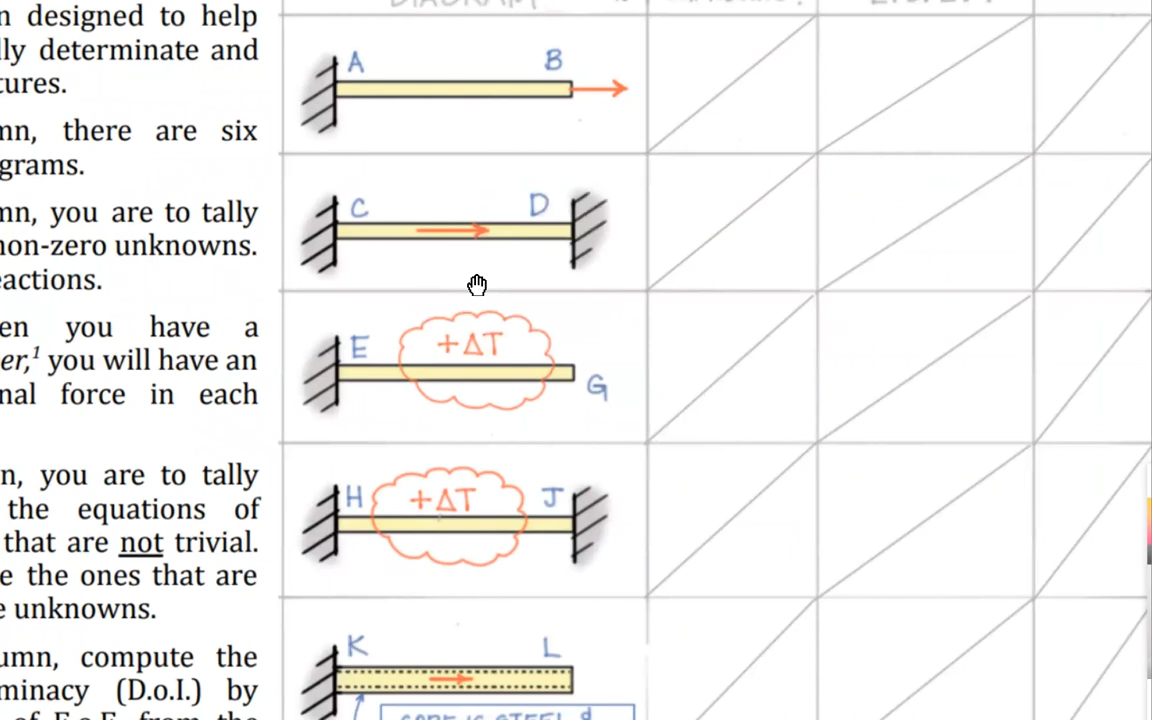 DIAGRAM
n designed to help
lly determinate and
tures.
mn, there are six
grams.
mn, you are to tally
non-zero unknowns.
eactions.
en you have a
er,¹ you will have an
nal force in each
n, you are to tally
the equations of
that are not trivial.
e the ones that are
e unknowns.
umn, compute the
minacy (D.o.I.) by
A B
C D
E +ΔT
G
H +ΔT J
K L